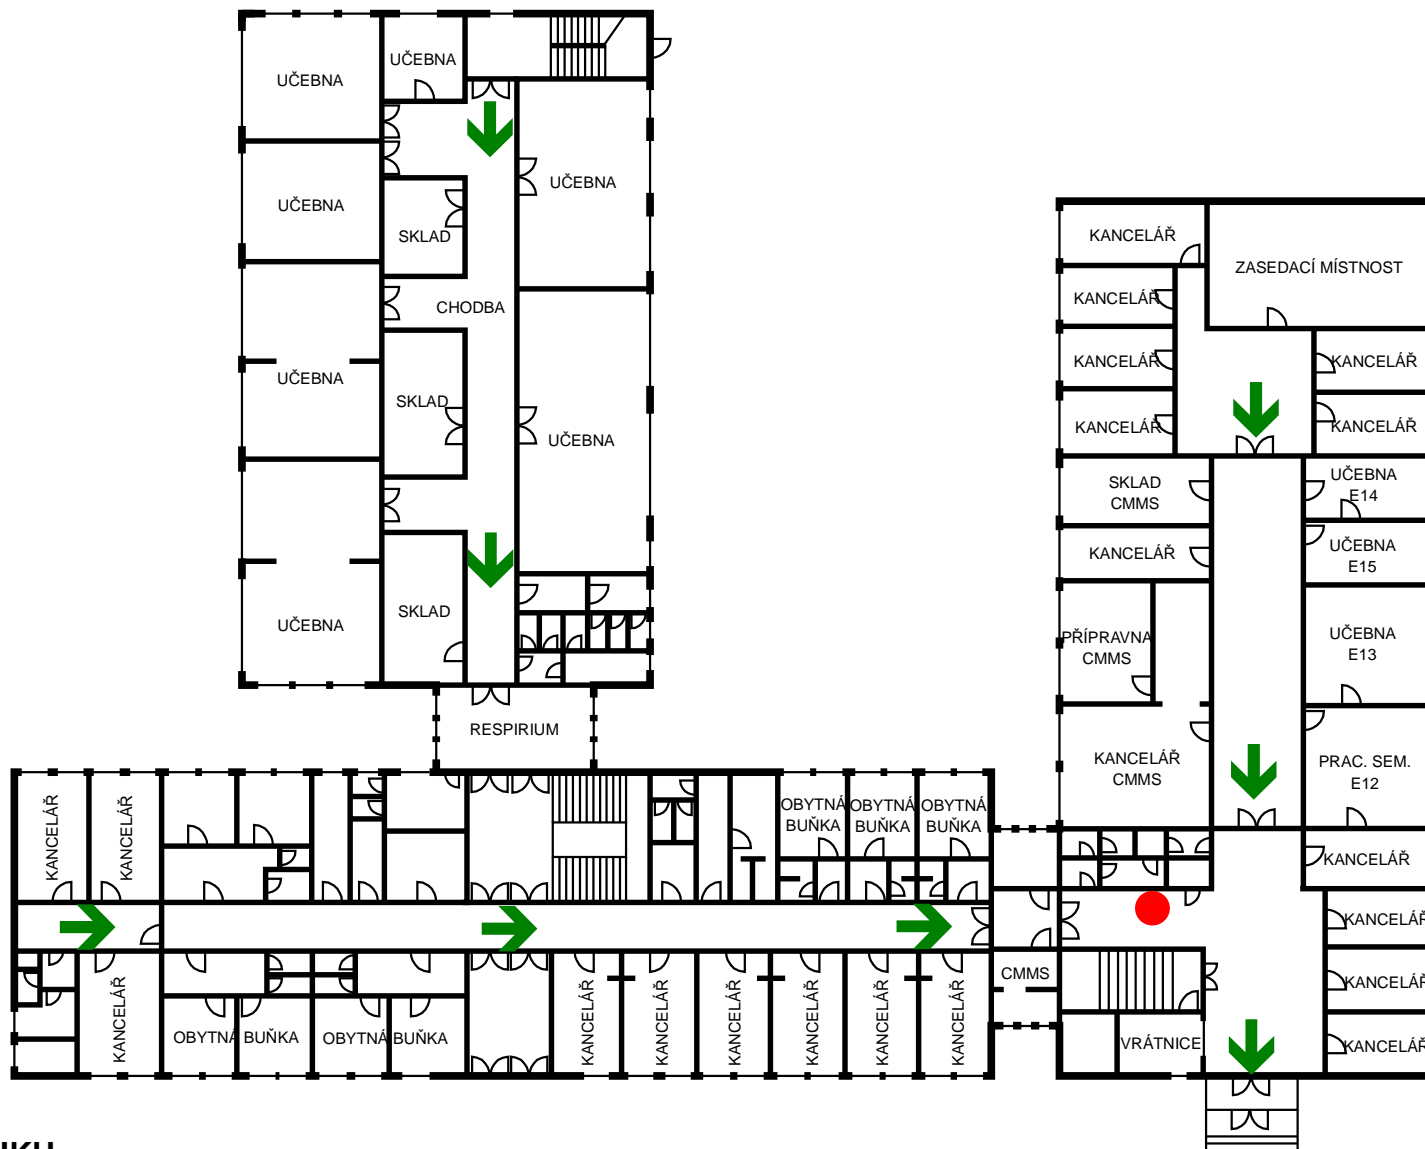 UČEBNA
UČEBNA
UČEBNA
UČEBNA
SKLAD
CHODBA
UČEBNA
SKLAD
UČEBNA
UČEBNA
SKLAD
RESPIRIUM
KANCELÁŘ
ZASEDACÍ MÍSTNOST
KANCELÁŘ
KANCELÁŘ
KANCELÁŘ
KANCELÁŘ
KANCELÁŘ
SKLAD
CMMS
UČEBNA
E14
KANCELÁŘ
UČEBNA
E15
PŘÍPRAVNA
CMMS
UČEBNA
E13
KANCELÁŘ
CMMS
PRAC. SEM.
E12
KANCELÁŘ
KANCELÁŘ
OBYTNÁ
BUŇKA
OBYTNÁ
BUŇKA
OBYTNÁ
BUŇKA
KANCELÁŘ
KANCELÁŘ
KANCELÁŘ
KANCELÁŘ
KANCELÁŘ
OBYTNÁ BUŇKA
OBYTNÁ BUŇKA
KANCELÁŘ
KANCELÁŘ
KANCELÁŘ
KANCELÁŘ
KANCELÁŘ
KANCELÁŘ
CMMS
VRÁTNICE